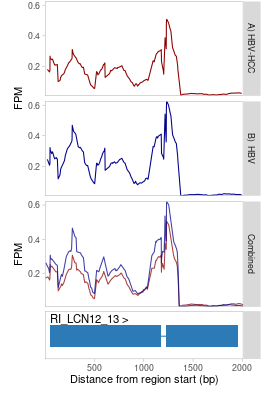 0.6
0.4
0.2
A) HBV-HCC
FPM
0.6
0.4
0.2
B) HBV
0.6
0.4
0.2
FPM
Combined
RI_LCN12_13 >
500 1000 1500 2000
Distance from region start (bp)